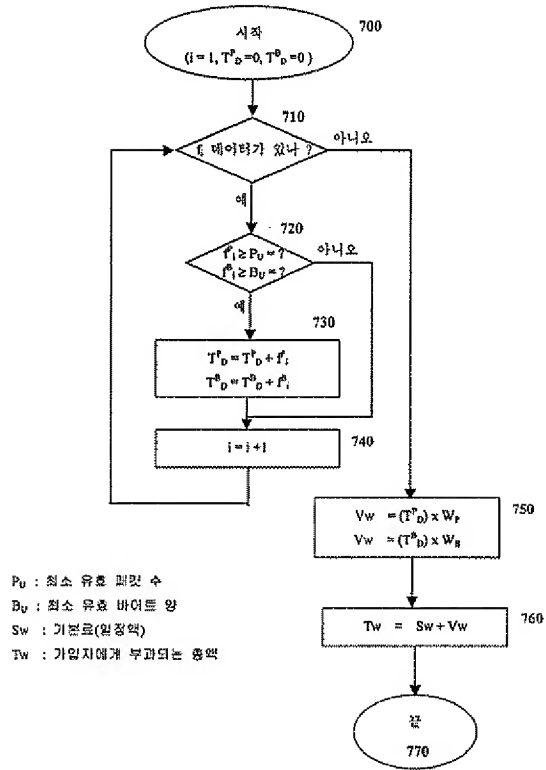 시작
(i = 1, T^P_D=0, T^B_D=0 )
700
710
f_i 데이터가 있나 ?
아니오
예
720
f^P_i ≥ P_U = ?
f^B_i ≥ B_U = ?
아니오
예
730
T^P_D = T^P_D + f^P_i
T^B_D = T^B_D + f^B_i
740
i = i +1
750
Vw = (T^P_D) x W_P
Vw = (T^B_D) x W_B
760
Tw = Sw + Vw
끝
770
P_U : 최소 유효 패킷 수
B_U : 최소 유효 바이트 양
Sw : 기본료(일정액)
Tw : 가입자에게 부과되는 총액